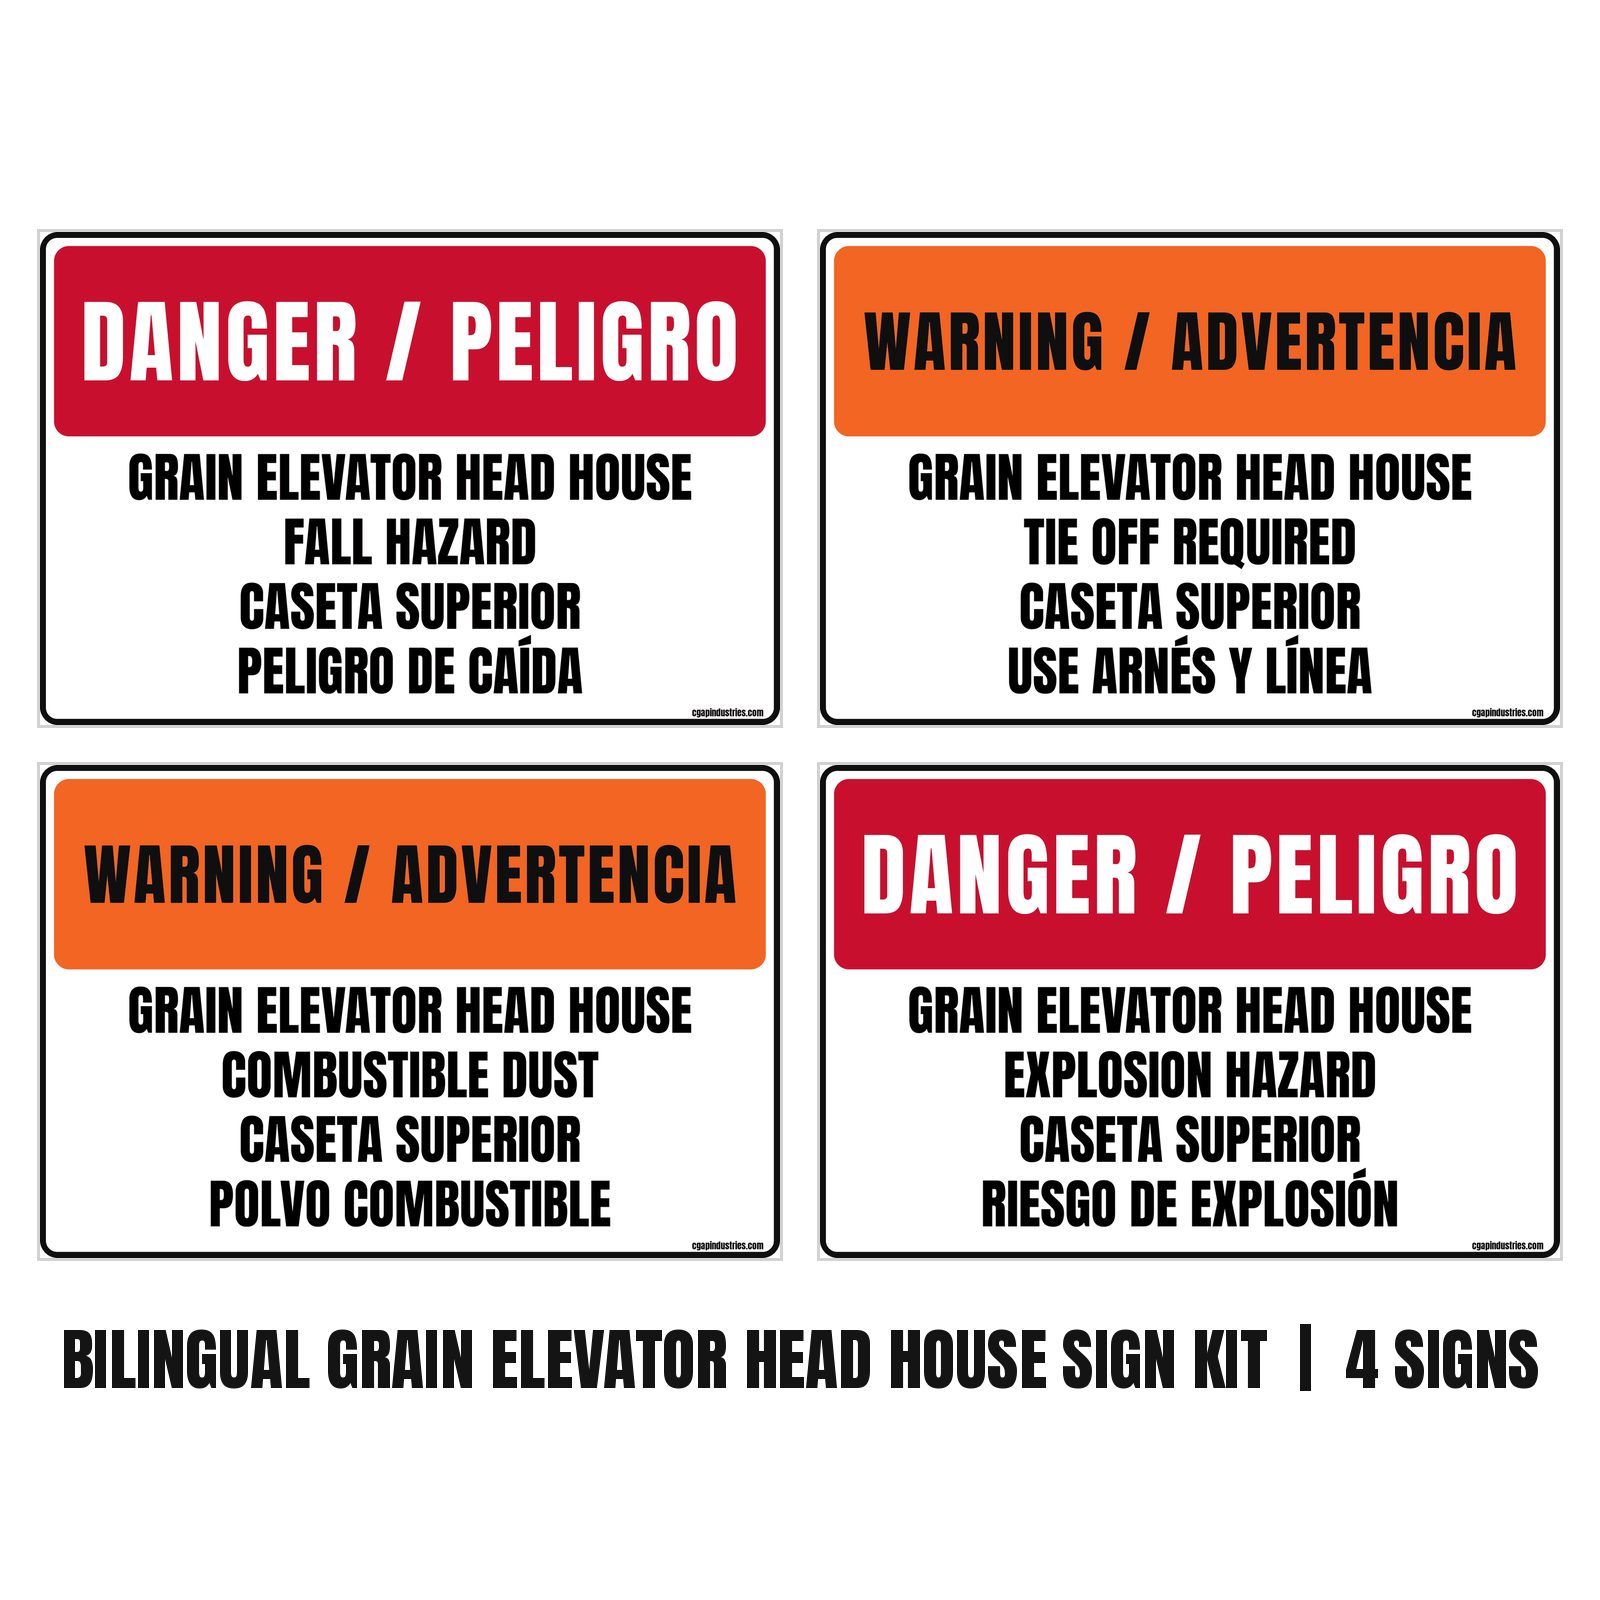 DANGER / PELIGRO
GRAIN ELEVATOR HEAD HOUSE
FALL HAZARD
CASETA SUPERIOR
PELIGRO DE CAÍDA
cgapindustries.com
WARNING / ADVERTENCIA
GRAIN ELEVATOR HEAD HOUSE
TIE OFF REQUIRED
CASETA SUPERIOR
USE ARNÉS Y LÍNEA
cgapindustries.com
WARNING / ADVERTENCIA
GRAIN ELEVATOR HEAD HOUSE
COMBUSTIBLE DUST
CASETA SUPERIOR
POLVO COMBUSTIBLE
cgapindustries.com
DANGER / PELIGRO
GRAIN ELEVATOR HEAD HOUSE
EXPLOSION HAZARD
CASETA SUPERIOR
RIESGO DE EXPLOSIÓN
cgapindustries.com
BILINGUAL GRAIN ELEVATOR HEAD HOUSE SIGN KIT | 4 SIGNS